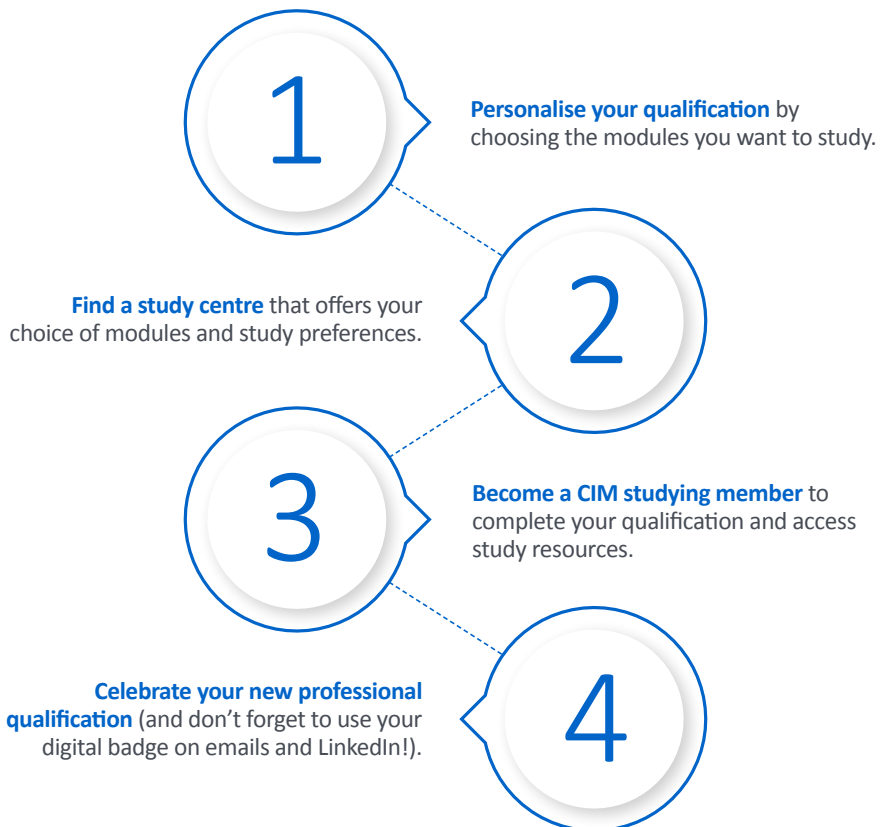 1
Personalise your qualification by
choosing the modules you want to study.
2
Find a study centre that offers your
choice of modules and study preferences.
3
Become a CIM studying member to
complete your qualification and access
study resources.
4
Celebrate your new professional
qualification (and don’t forget to use your
digital badge on emails and LinkedIn!).